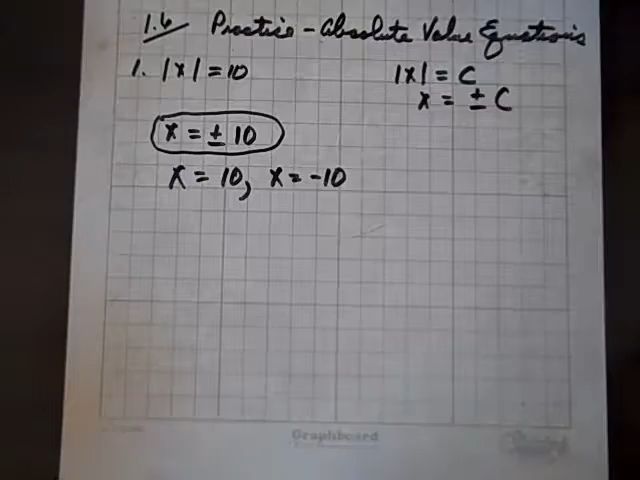 1.6 Practice - Absolute Value Equations
1. |x| = 10
|x| = C
x = ± C
x = ± 10
x = 10, x = -10
Graphboard